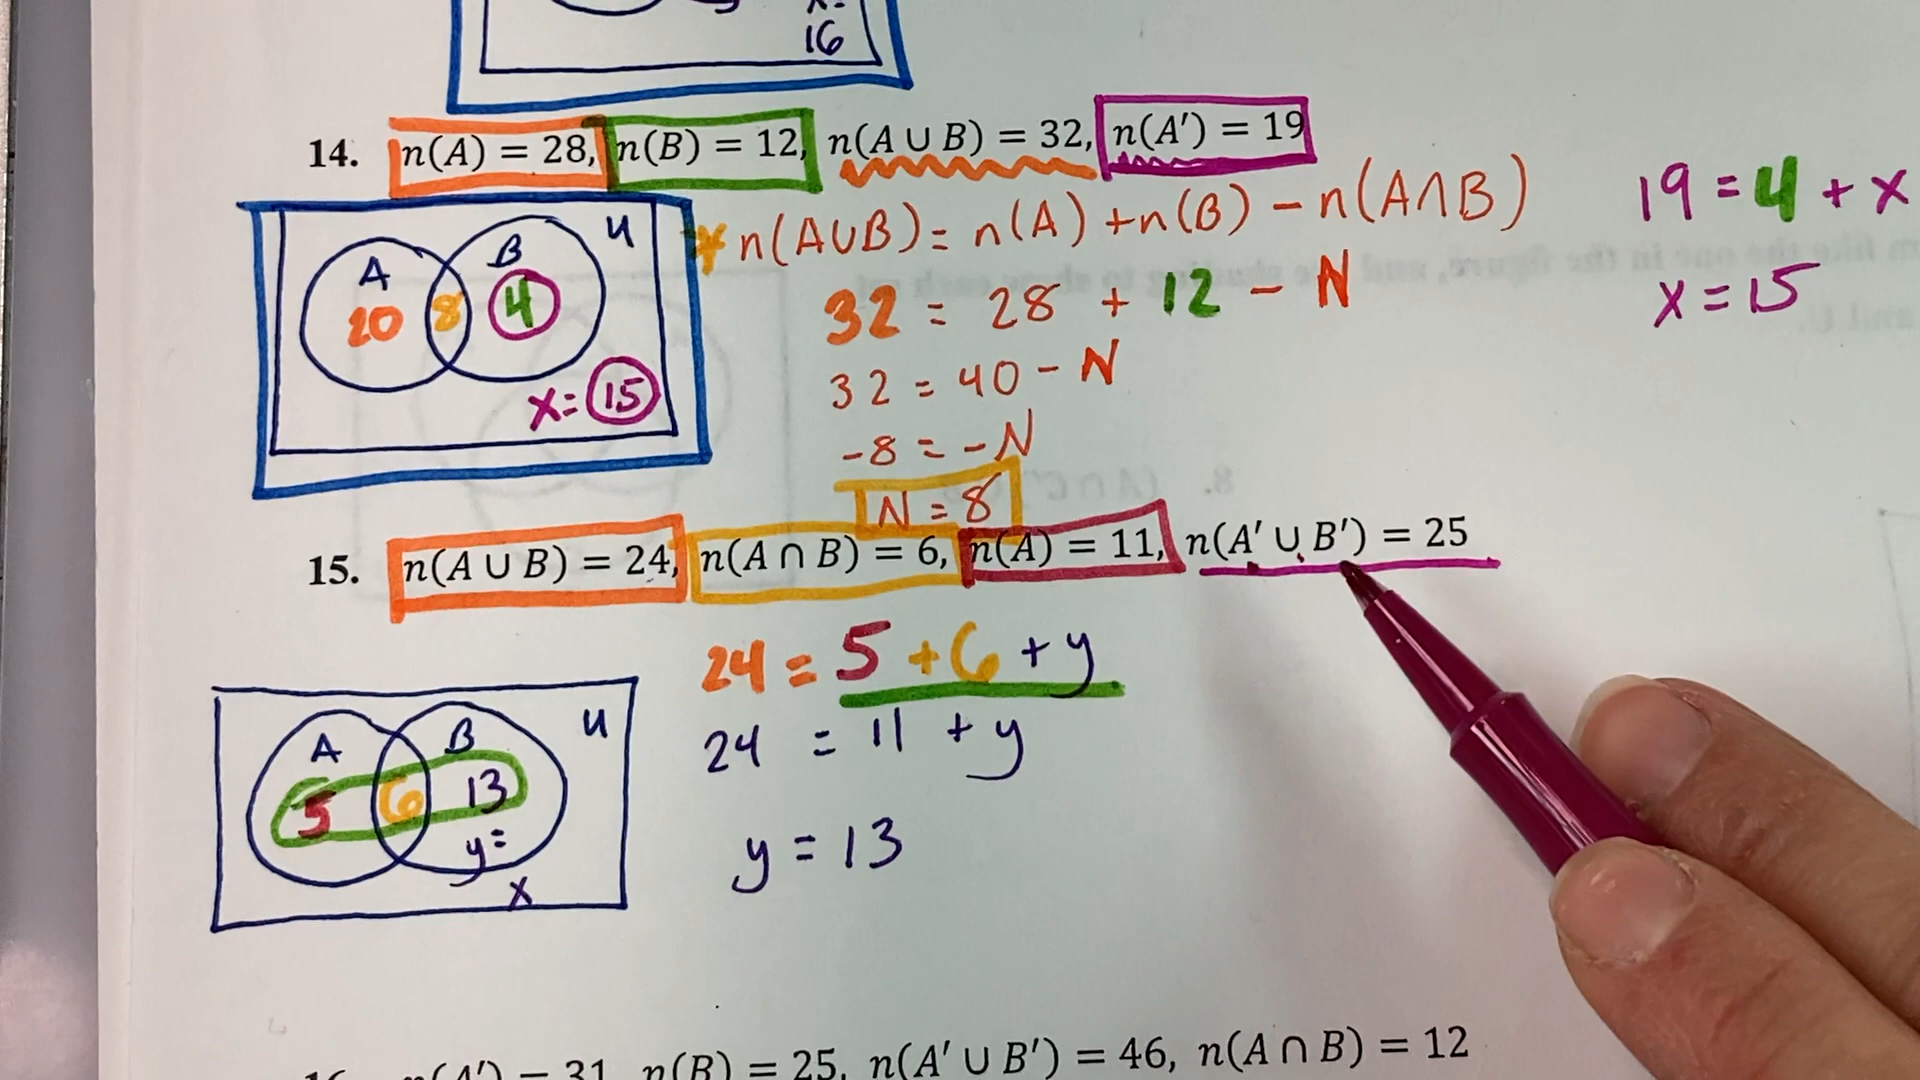 16
14. n(A) = 28, n(B) = 12, n(A ∪ B) = 32, n(A′) = 19
* n(A∪B) = n(A) + n(B) − n(A∩B)
19 = 4 + x
32 = 28 + 12 − N
x = 15
32 = 40 − N
−8 = −N
N = 8
A
B
U
20
8
4
x = 15
15. n(A ∪ B) = 24, n(A ∩ B) = 6, n(A) = 11, n(A′ ∪ B′) = 25
24 = 5 + 6 + y
24 = 11 + y
y = 13
A
B
U
5
6
13
y =
x
n(A′) = 31, n(B) = 25, n(A′ ∪ B′) = 46, n(A ∩ B) = 12